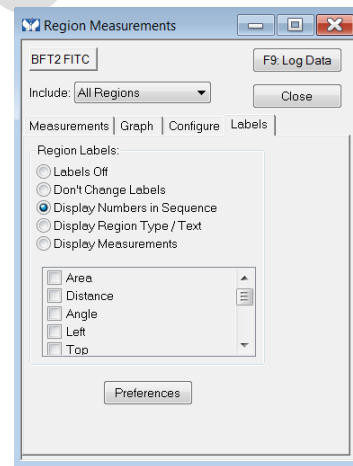 Region Measurements
BFT2 FITC
F9: Log Data
Include: All Regions
Close
Measurements Graph Configure Labels
Region Labels:
Labels Off
Don't Change Labels
Display Numbers in Sequence
Display Region Type / Text
Display Measurements
Area
Distance
Angle
Left
Top
Preferences